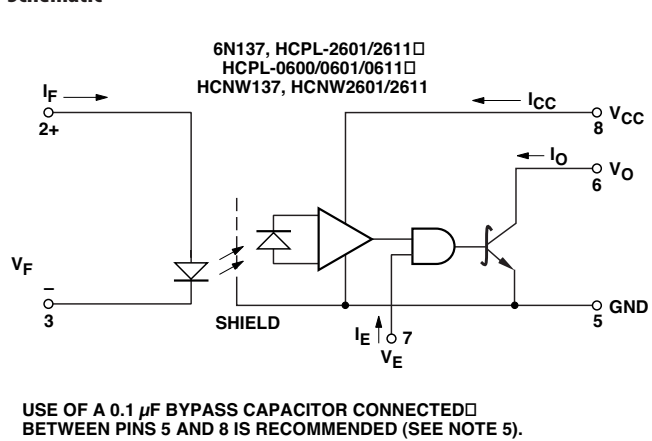 Schematic
6N137, HCPL-2601/2611□
HCPL-0600/0601/0611□
HCNW137, HCNW2601/2611
IF
2+
ICC
VCC
8
IO
VO
6
VF
–
3
SHIELD
IE
7
VE
GND
5
USE OF A 0.1 µF BYPASS CAPACITOR CONNECTED□
BETWEEN PINS 5 AND 8 IS RECOMMENDED (SEE NOTE 5).